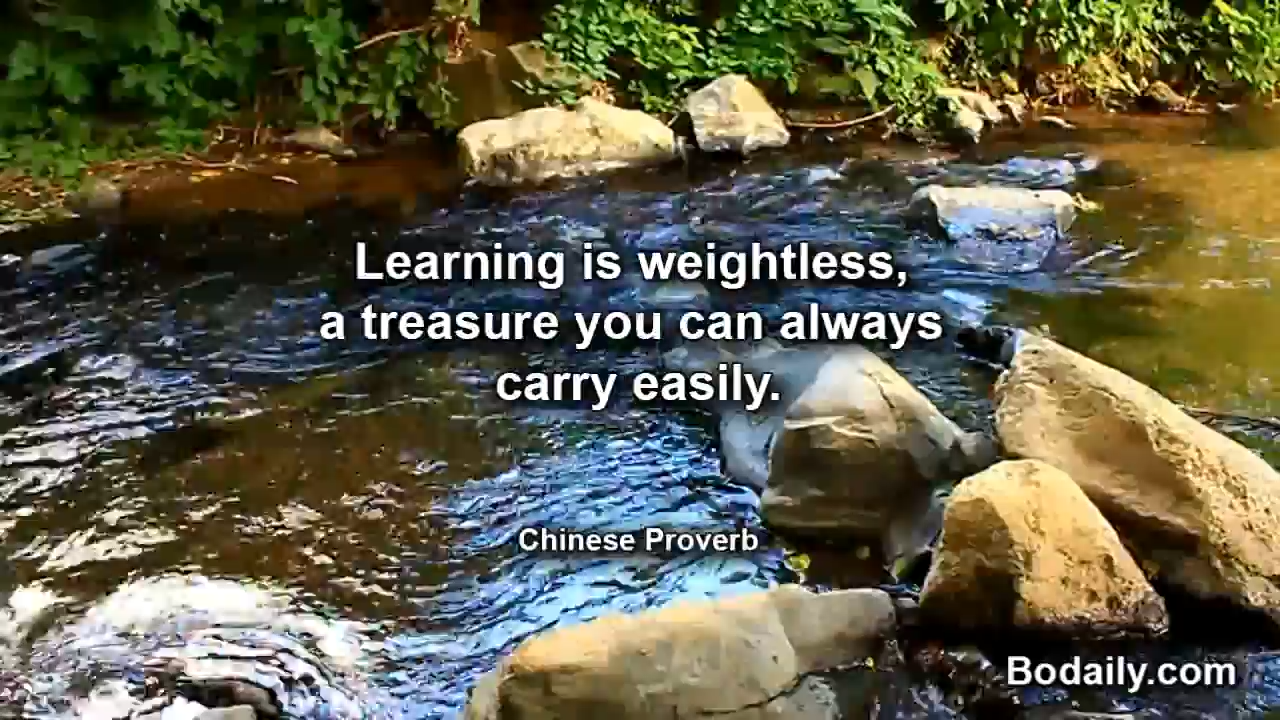 Learning is weightless,
a treasure you can always
carry easily.
Chinese Proverb
Bodaily.com